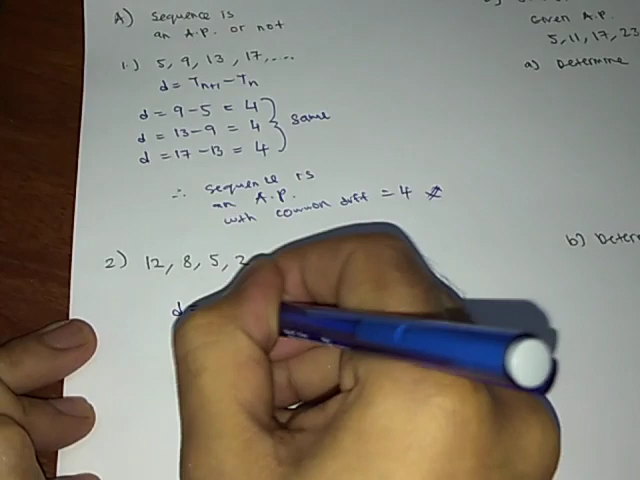 A) Sequence is
an A.P. or not
1.) 5, 9, 13, 17,....
d = Tn+1 - Tn
d = 9-5 = 4
d = 13-9 = 4
d = 17-13 = 4
same
∴ sequence is
an A.P.
with common diff = 4
2) 12, 8, 5, 2
d =
Given A.P.
5, 11, 17, 23
a) Determine
b) Deter